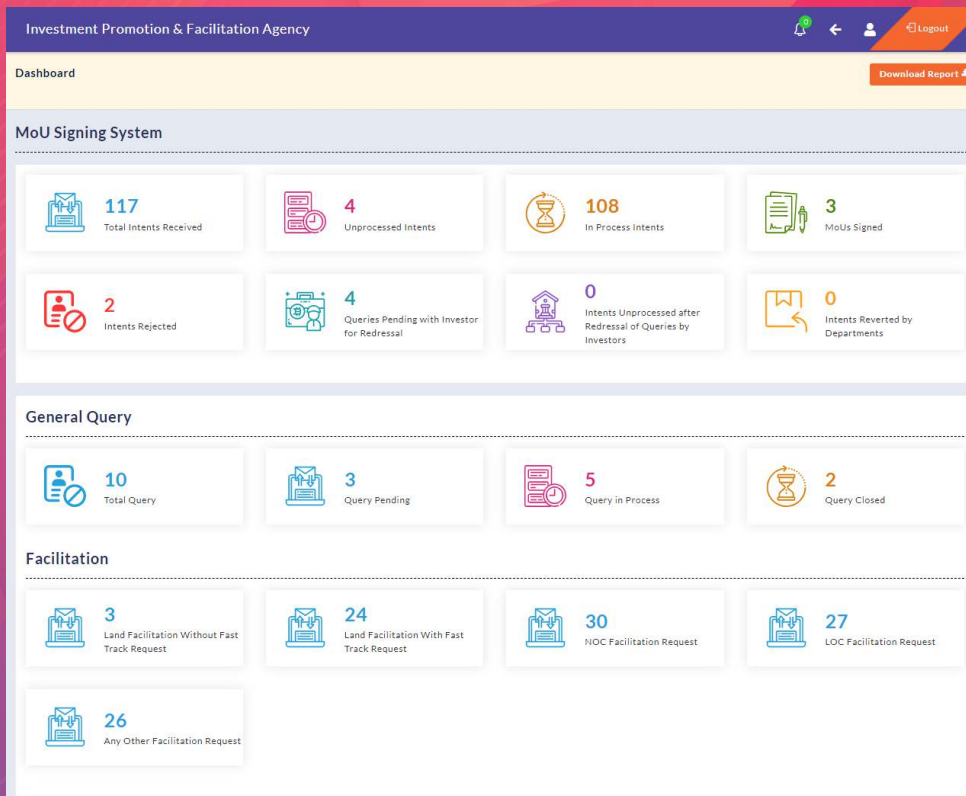 Investment Promotion & Facilitation Agency
0
Logout
Dashboard
Download Report
MoU Signing System
117
Total Intents Received
4
Unprocessed Intents
108
In Process Intents
3
MoUs Signed
2
Intents Rejected
4
Queries Pending with Investor
for Redressal
0
Intents Unprocessed after
Redressal of Queries by
Investors
0
Intents Reverted by
Departments
General Query
10
Total Query
3
Query Pending
5
Query in Process
2
Query Closed
Facilitation
3
Land Facilitation Without Fast
Track Request
24
Land Facilitation With Fast
Track Request
30
NOC Facilitation Request
27
LOC Facilitation Request
26
Any Other Facilitation Request